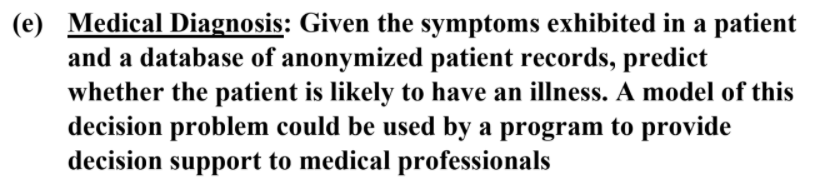 (e) Medical Diagnosis: Given the symptoms exhibited in a patient
and a database of anonymized patient records, predict
whether the patient is likely to have an illness. A model of this
decision problem could be used by a program to provide
decision support to medical professionals